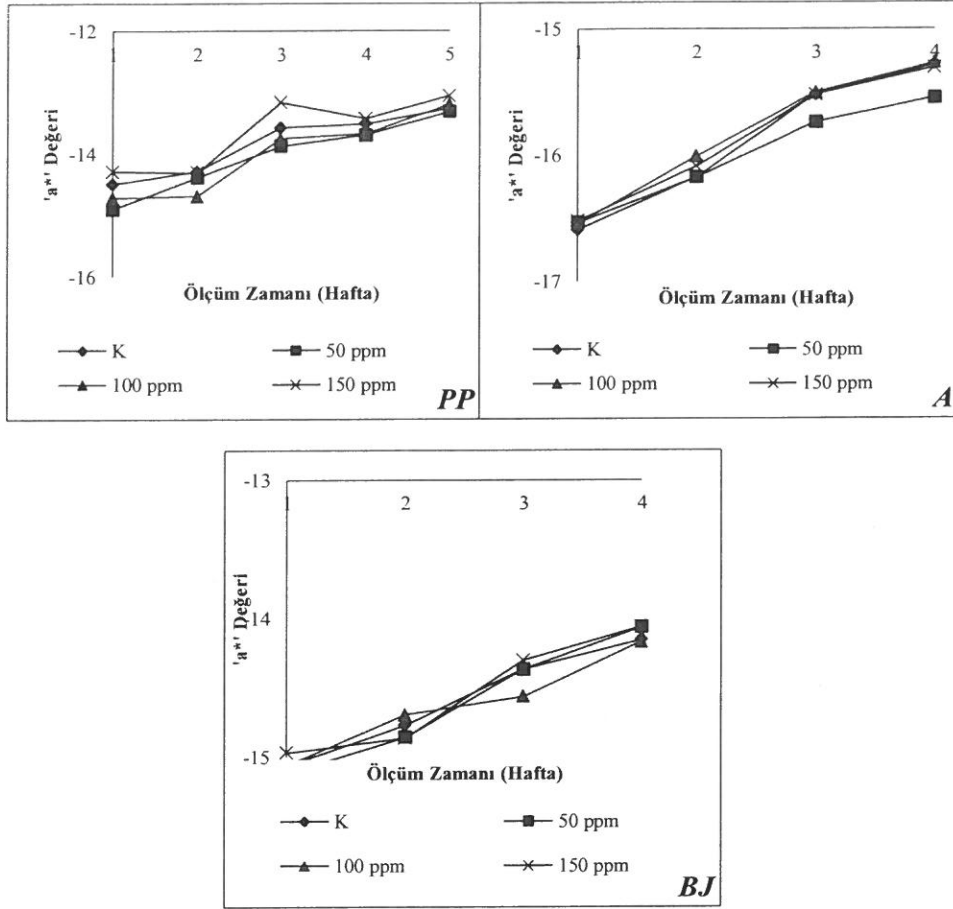 -12
1 2 3 4 5
-14
-16
'a*' Değeri
Ölçüm Zamanı (Hafta)
K
50 ppm
100 ppm
150 ppm
PP
-15
1 2 3 4
-16
-17
'a*' Değeri
Ölçüm Zamanı (Hafta)
K
50 ppm
100 ppm
150 ppm
A
-13
1 2 3 4
-14
-15
'a*' Değeri
Ölçüm Zamanı (Hafta)
K
50 ppm
100 ppm
150 ppm
BJ